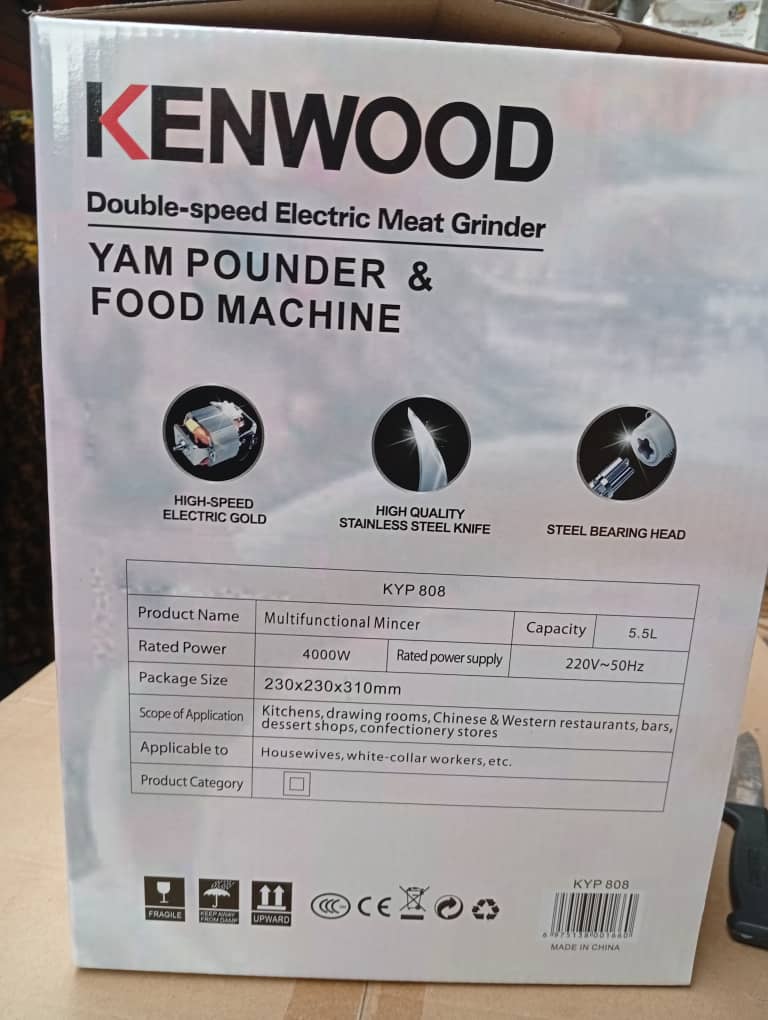 KENWOOD
Double-speed Electric Meat Grinder
YAM POUNDER &
FOOD MACHINE
HIGH-SPEED
ELECTRIC GOLD
HIGH QUALITY
STAINLESS STEEL KNIFE
STEEL BEARING HEAD
KYP 808
Product Name Multifunctional Mincer Capacity 5.5L
Rated Power 4000W Rated power supply 220V~50Hz
Package Size 230x230x310mm
Scope of Application Kitchens, drawing rooms, Chinese & Western restaurants, bars,
dessert shops, confectionery stores
Applicable to Housewives, white-collar workers, etc.
Product Category
FRAGILE
KEEP AWAY
FROM DAMP
UPWARD
CCC CE
KYP 808
6 975138 001660
MADE IN CHINA